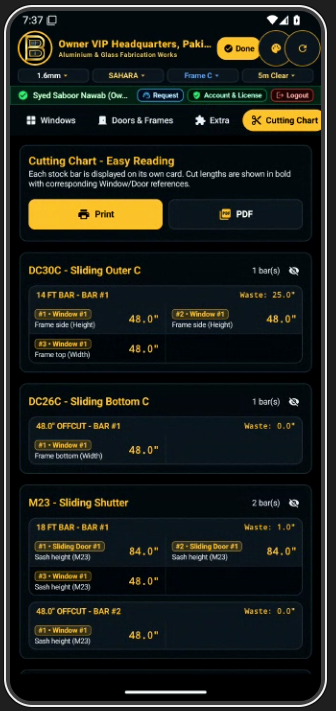 7:37
Owner VIP Headquarters, Paki...
Aluminium & Glass Fabrication Works
Done
1.6mm
SAHARA
Frame C
5m Clear
Syed Saboor Nawab (Ow...
Request
Account & License
Logout
Windows
Doors & Frames
Extra
Cutting Chart
Cutting Chart - Easy Reading
Each stock bar is displayed on its own card. Cut lengths are shown in bold
with corresponding Window/Door references.
Print
PDF
DC30C - Sliding Outer C
1 bar(s)
14 FT BAR - BAR #1
Waste: 25.0"
#1 - Window #1
Frame side (Height)
48.0"
#2 - Window #1
Frame side (Height)
48.0"
#3 - Window #1
Frame top (Width)
48.0"
DC26C - Sliding Bottom C
1 bar(s)
48.0" OFFCUT - BAR #1
Waste: 0.0"
#1 - Window #1
Frame bottom (Width)
48.0"
M23 - Sliding Shutter
2 bar(s)
18 FT BAR - BAR #1
Waste: 1.0"
#1 - Sliding Door #1
Sash height (M23)
84.0"
#2 - Sliding Door #1
Sash height (M23)
84.0"
#3 - Window #1
Sash height (M23)
48.0"
48.0" OFFCUT - BAR #2
Waste: 0.0"
#1 - Window #1
Sash height (M23)
48.0"